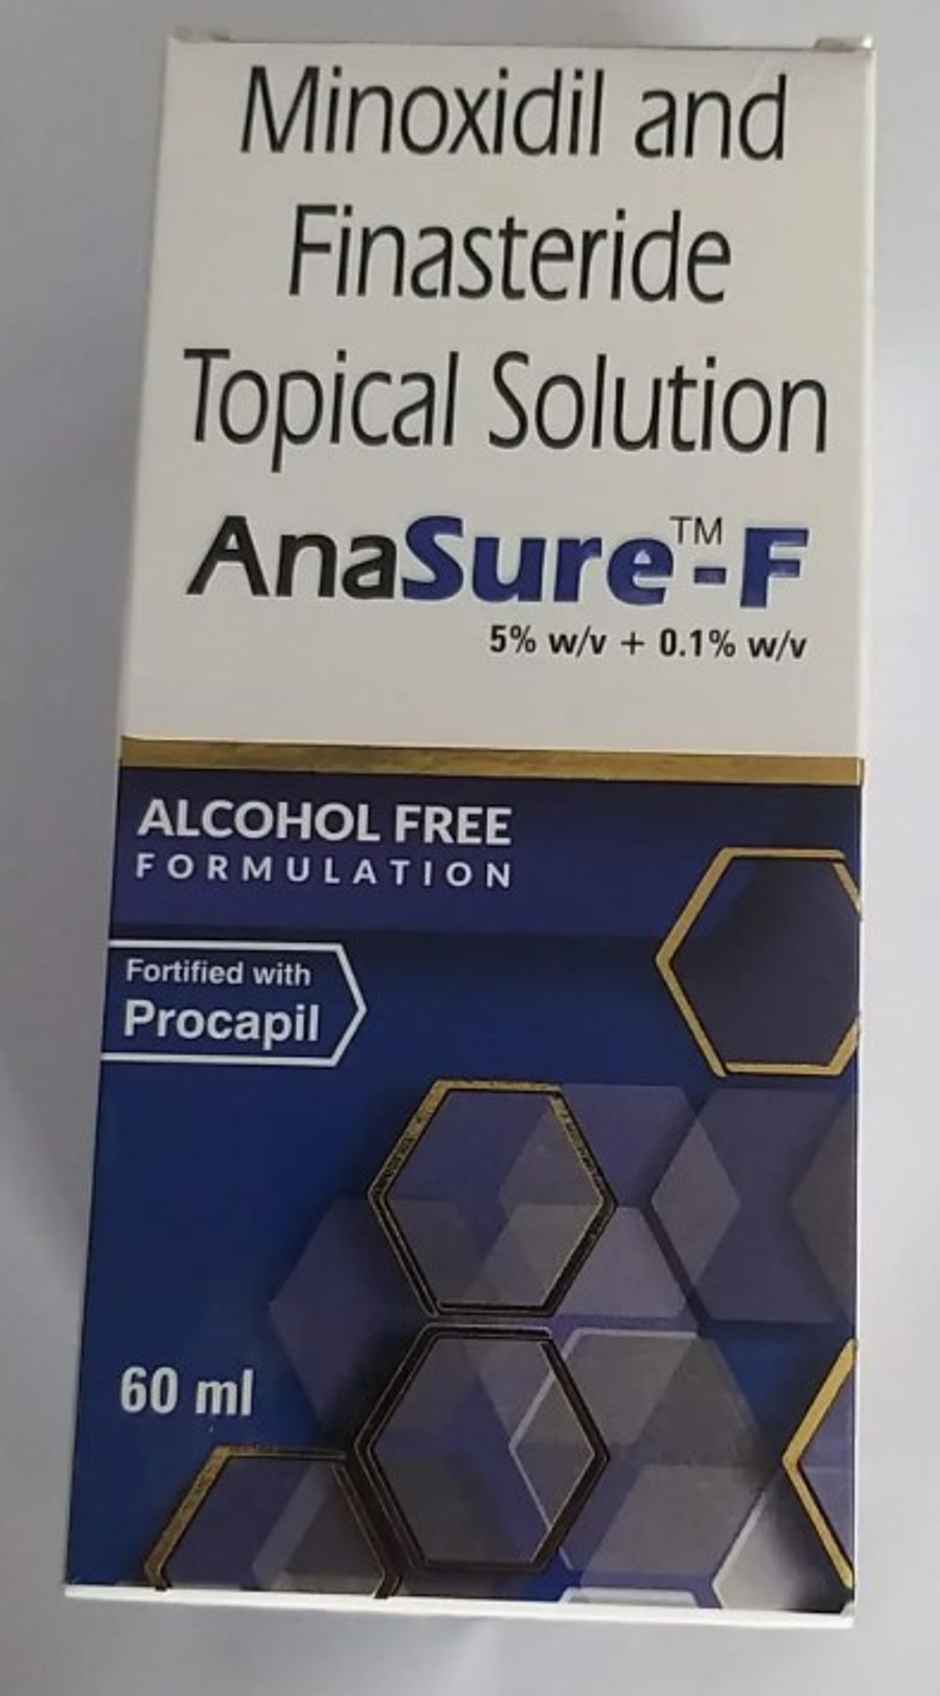 Minoxidil and
Finasteride
Topical Solution
AnaSure™-F
5% w/v + 0.1% w/v
ALCOHOL FREE
FORMULATION
Fortified with
Procapil
60 ml